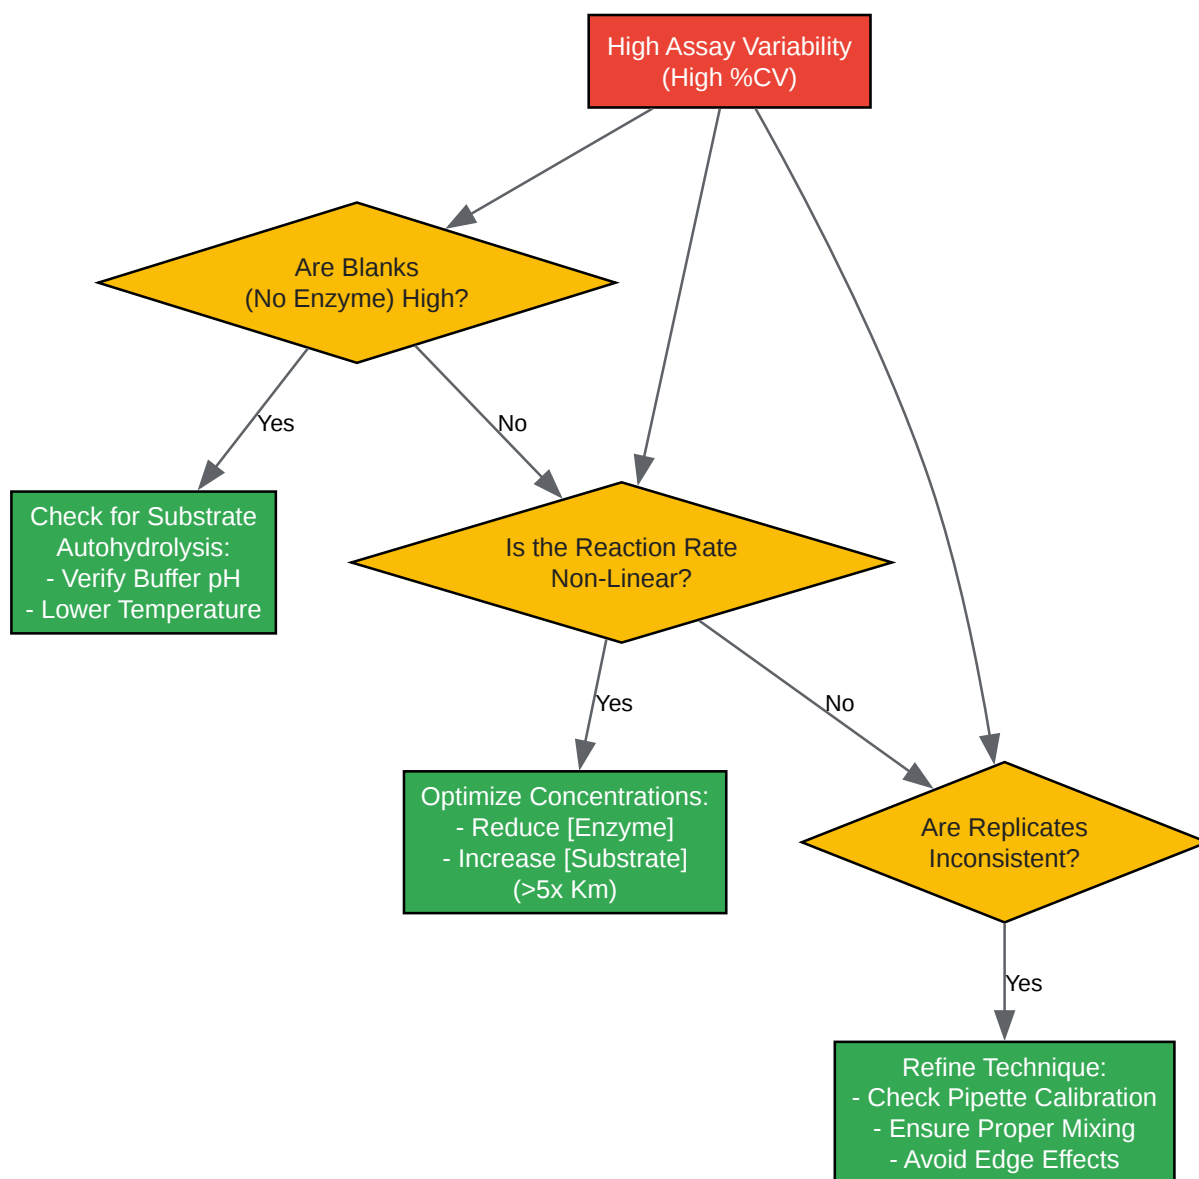 High Assay Variability
(High %CV)
Are Blanks
(No Enzyme) High?
Yes
No
Check for Substrate
Autohydrolysis:
- Verify Buffer pH
- Lower Temperature
Is the Reaction Rate
Non-Linear?
Yes
No
Optimize Concentrations:
- Reduce [Enzyme]
- Increase [Substrate]
(>5x Km)
Are Replicates
Inconsistent?
Yes
Refine Technique:
- Check Pipette Calibration
- Ensure Proper Mixing
- Avoid Edge Effects